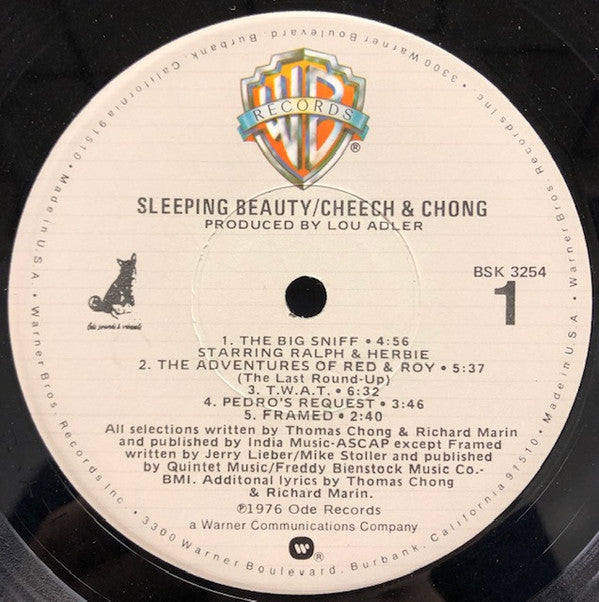 WB
RECORDS
®
SLEEPING BEAUTY/CHEECH & CHONG
PRODUCED BY LOU ADLER
BSK 3254
1
1. THE BIG SNIFF • 4:56
STARRING RALPH & HERBIE
2. THE ADVENTURES OF RED & ROY • 5:37
(The Last Round-Up)
3. T.W.A.T. • 6:32
4. PEDRO'S REQUEST • 3:46
5. FRAMED • 2:40
All selections written by Thomas Chong & Richard Marin
and published by India Music-ASCAP except Framed
written by Jerry Lieber/Mike Stoller and published
by Quintet Music/Freddy Bienstock Music Co.-
BMI. Additonal lyrics by Thomas Chong
& Richard Marin.
℗1976 Ode Records
a Warner Communications Company
W®
Warner Bros. Records Inc. • 3300 Warner Boulevard, Burbank, California 91510 • Made in U.S.A. • Warner Bros. Records Inc. • 3300 Warner Boulevard, Burbank, California 91510 • Made in U.S.A. •